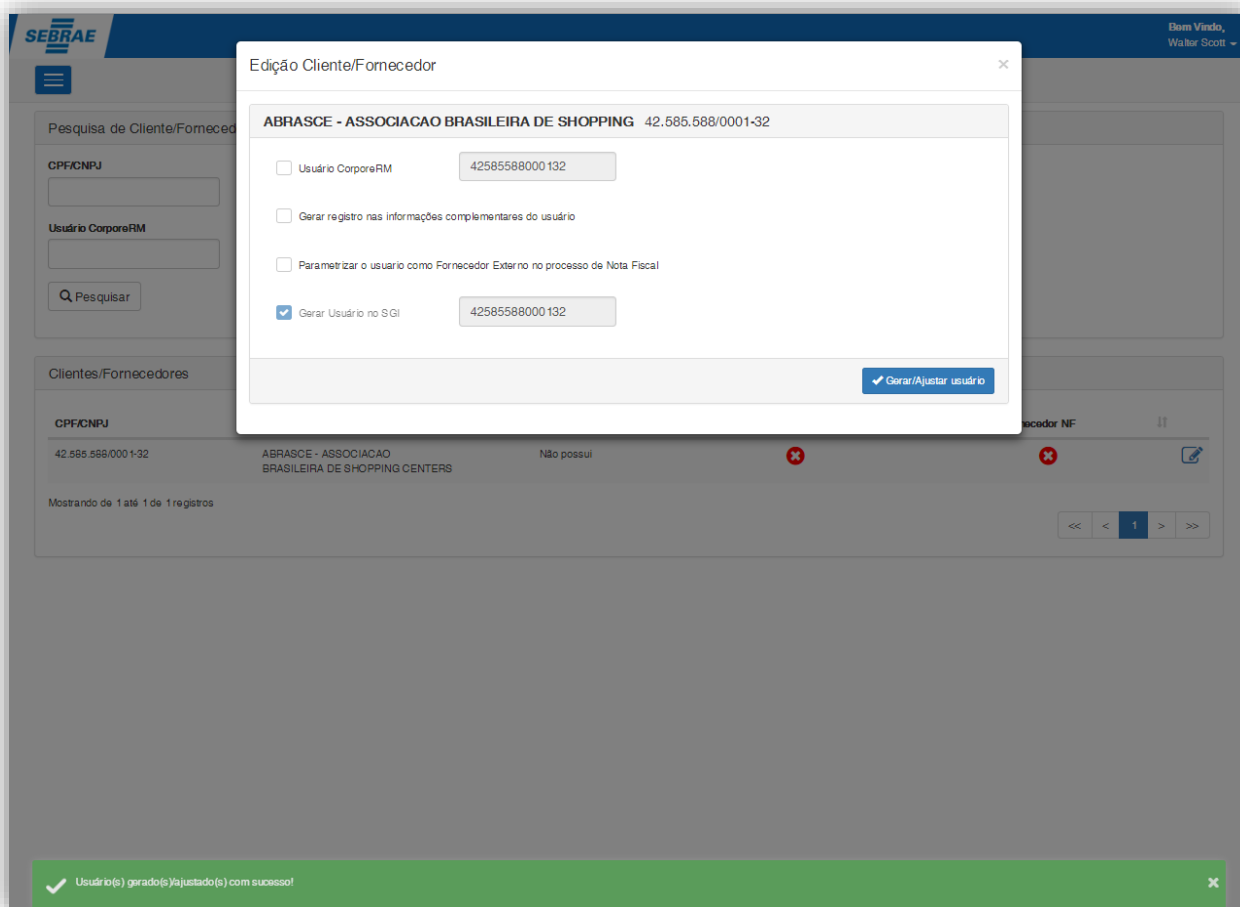 SEBRAE
Bem Vindo,
Walter Scott
Edição Cliente/Fornecedor
×
ABRASCE - ASSOCIACAO BRASILEIRA DE SHOPPING 42.585.588/0001-32
Usuário CorporeRM 42585588000132
Gerar registro nas informações complementares do usuário
Parametrizar o usuario como Fornecedor Externo no processo de Nota Fiscal
Gerar Usuário no SGI 42585588000132
Gerar/Ajustar usuário
Pesquisa de Cliente/Forneced
CPF/CNPJ
Usuário CorporeRM
Pesquisar
Clientes/Fornecedores
CPF/CNPJ
necedor NF
42.585.588/0001-32 ABRASCE - ASSOCIACAO Não possui
BRASILEIRA DE SHOPPING CENTERS
Mostrando de 1 até 1 de 1 registros
<< < 1 > >>
Usuário(s) gerado(s)/ajustado(s) com sucesso! ×